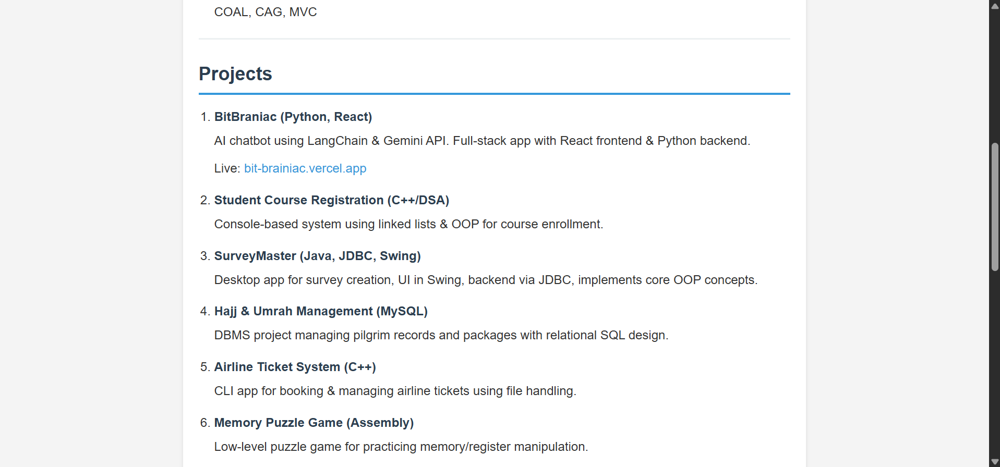 COAL, CAG, MVC
Projects
1. BitBraniac (Python, React)
AI chatbot using LangChain & Gemini API. Full-stack app with React frontend & Python backend.
Live: bit-brainiac.vercel.app
2. Student Course Registration (C++/DSA)
Console-based system using linked lists & OOP for course enrollment.
3. SurveyMaster (Java, JDBC, Swing)
Desktop app for survey creation, UI in Swing, backend via JDBC, implements core OOP concepts.
4. Hajj & Umrah Management (MySQL)
DBMS project managing pilgrim records and packages with relational SQL design.
5. Airline Ticket System (C++)
CLI app for booking & managing airline tickets using file handling.
6. Memory Puzzle Game (Assembly)
Low-level puzzle game for practicing memory/register manipulation.